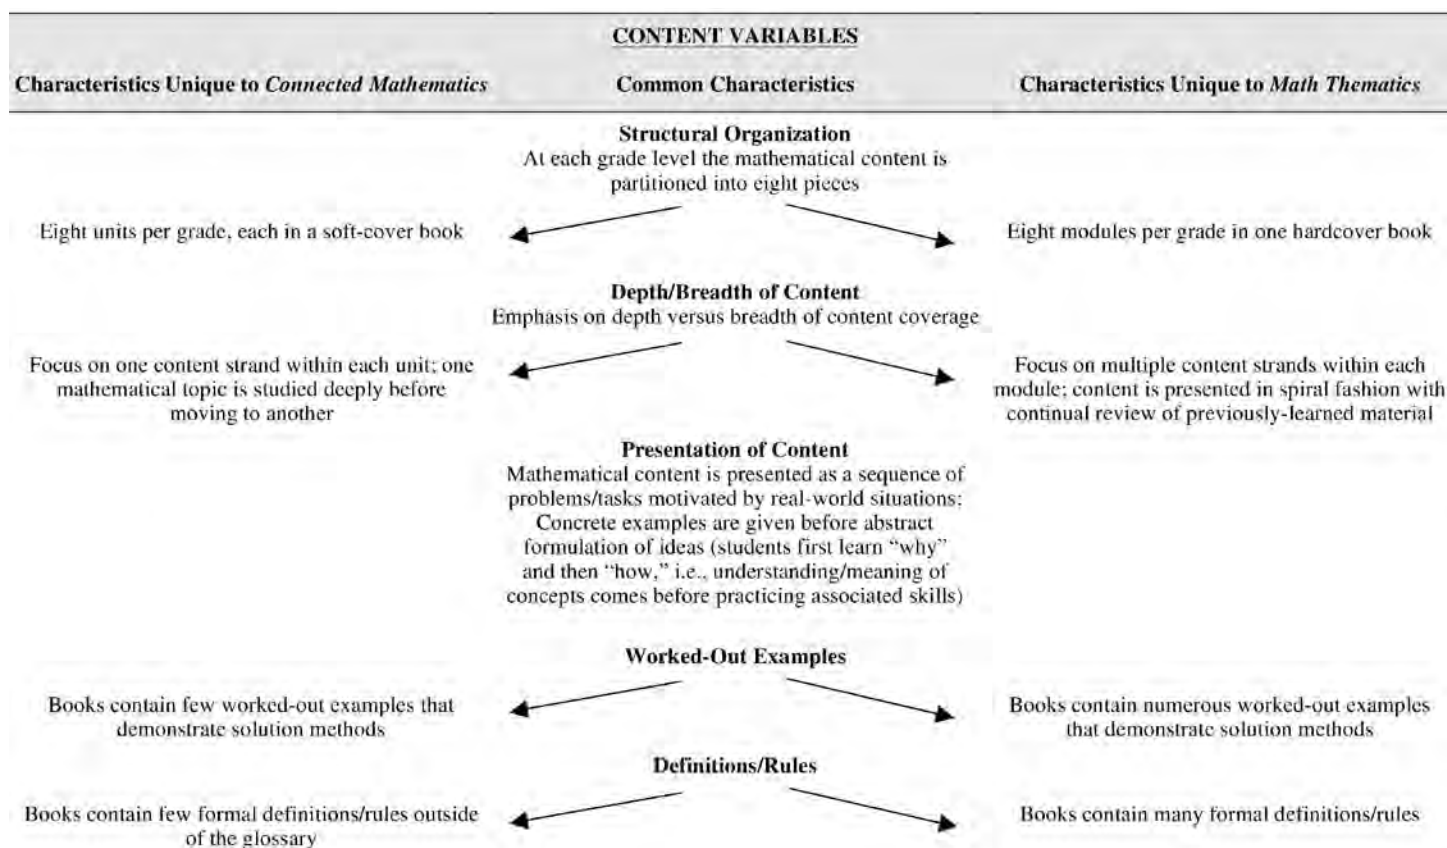 CONTENT VARIABLES
Characteristics Unique to Connected Mathematics
Common Characteristics
Characteristics Unique to Math Thematics
Structural Organization
At each grade level the mathematical content is
partitioned into eight pieces
Eight units per grade, each in a soft-cover book
Eight modules per grade in one hardcover book
Depth/Breadth of Content
Emphasis on depth versus breadth of content coverage
Focus on one content strand within each unit; one
mathematical topic is studied deeply before
moving to another
Focus on multiple content strands within each
module; content is presented in spiral fashion with
continual review of previously-learned material
Presentation of Content
Mathematical content is presented as a sequence of
problems/tasks motivated by real-world situations:
Concrete examples are given before abstract
formulation of ideas (students first learn “why”
and then “how,” i.e., understanding/meaning of
concepts comes before practicing associated skills)
Worked-Out Examples
Books contain few worked-out examples that
demonstrate solution methods
Books contain numerous worked-out examples
that demonstrate solution methods
Definitions/Rules
Books contain few formal definitions/rules outside
of the glossary
Books contain many formal definitions/rules